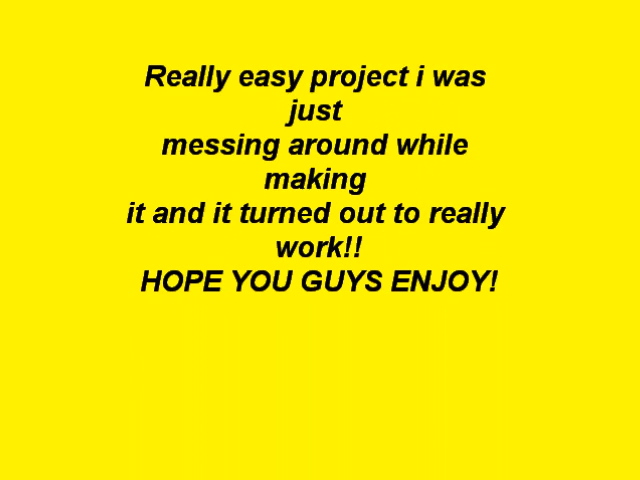 Really easy project i was
just
messing around while
making
it and it turned out to really
work!!
HOPE YOU GUYS ENJOY!